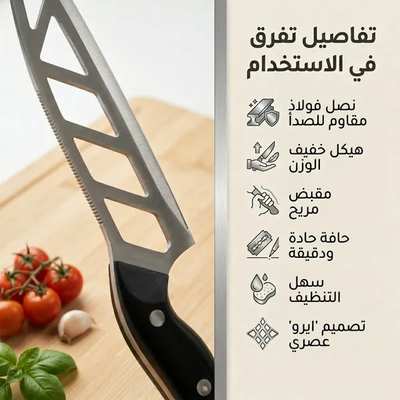 تفاصيل تفرق
في الاستخدام
نصل فولاذ
مقاوم للصدأ
هيكل خفيف
الوزن
مقبض
مريح
حافة حادة
ودقيقة
سهل
التنظيف
تصميم 'ايرو'
عصري